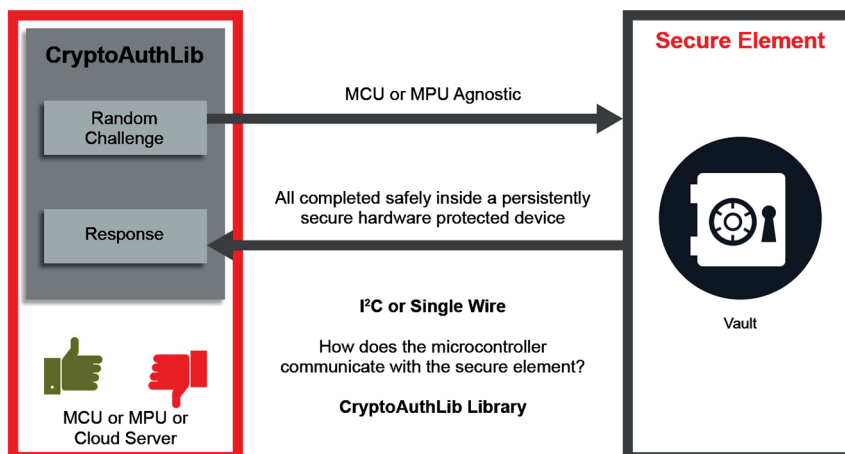 CryptoAuthLib
Random
Challenge
Response
MCU or MPU or
Cloud Server
MCU or MPU Agnostic
All completed safely inside a persistently
secure hardware protected device
I²C or Single Wire
How does the microcontroller
communicate with the secure element?
CryptoAuthLib Library
Secure Element
Vault